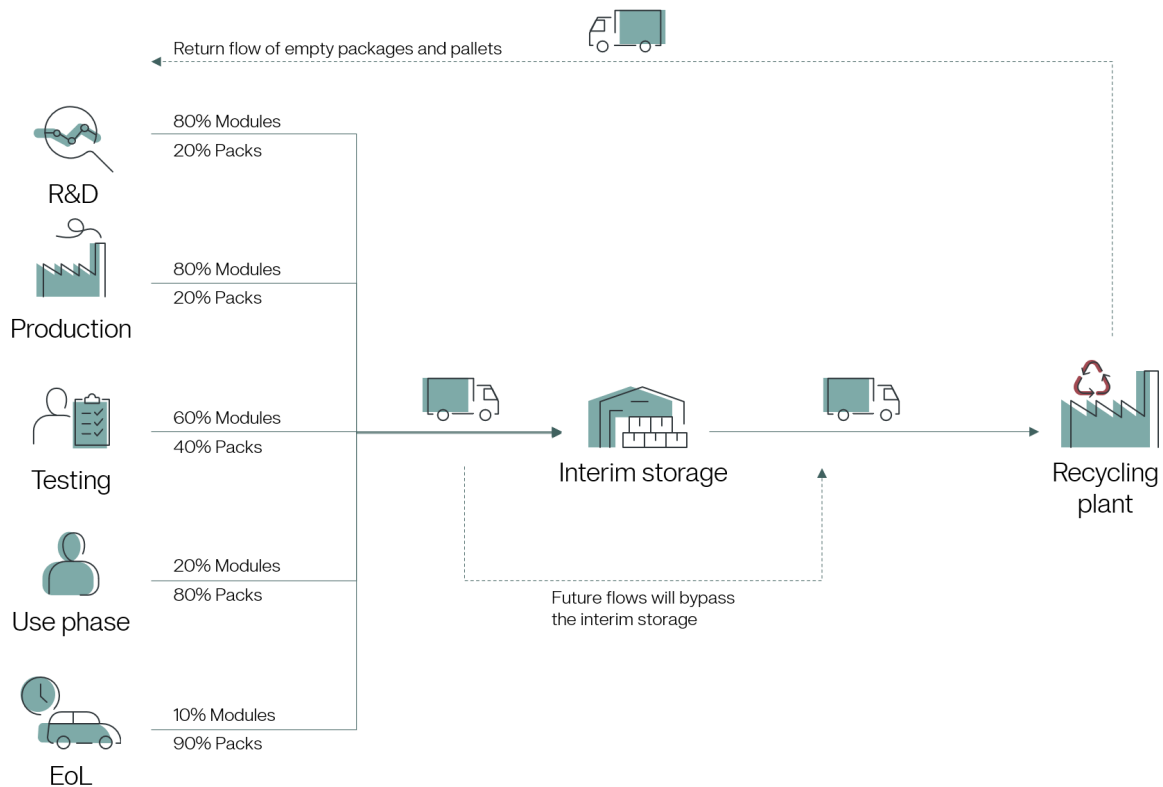 Return flow of empty packages and pallets
80% Modules
20% Packs
R&D
80% Modules
20% Packs
Production
60% Modules
40% Packs
Testing
Interim storage
Recycling
plant
20% Modules
80% Packs
Use phase
Future flows will bypass
the interim storage
10% Modules
90% Packs
EoL